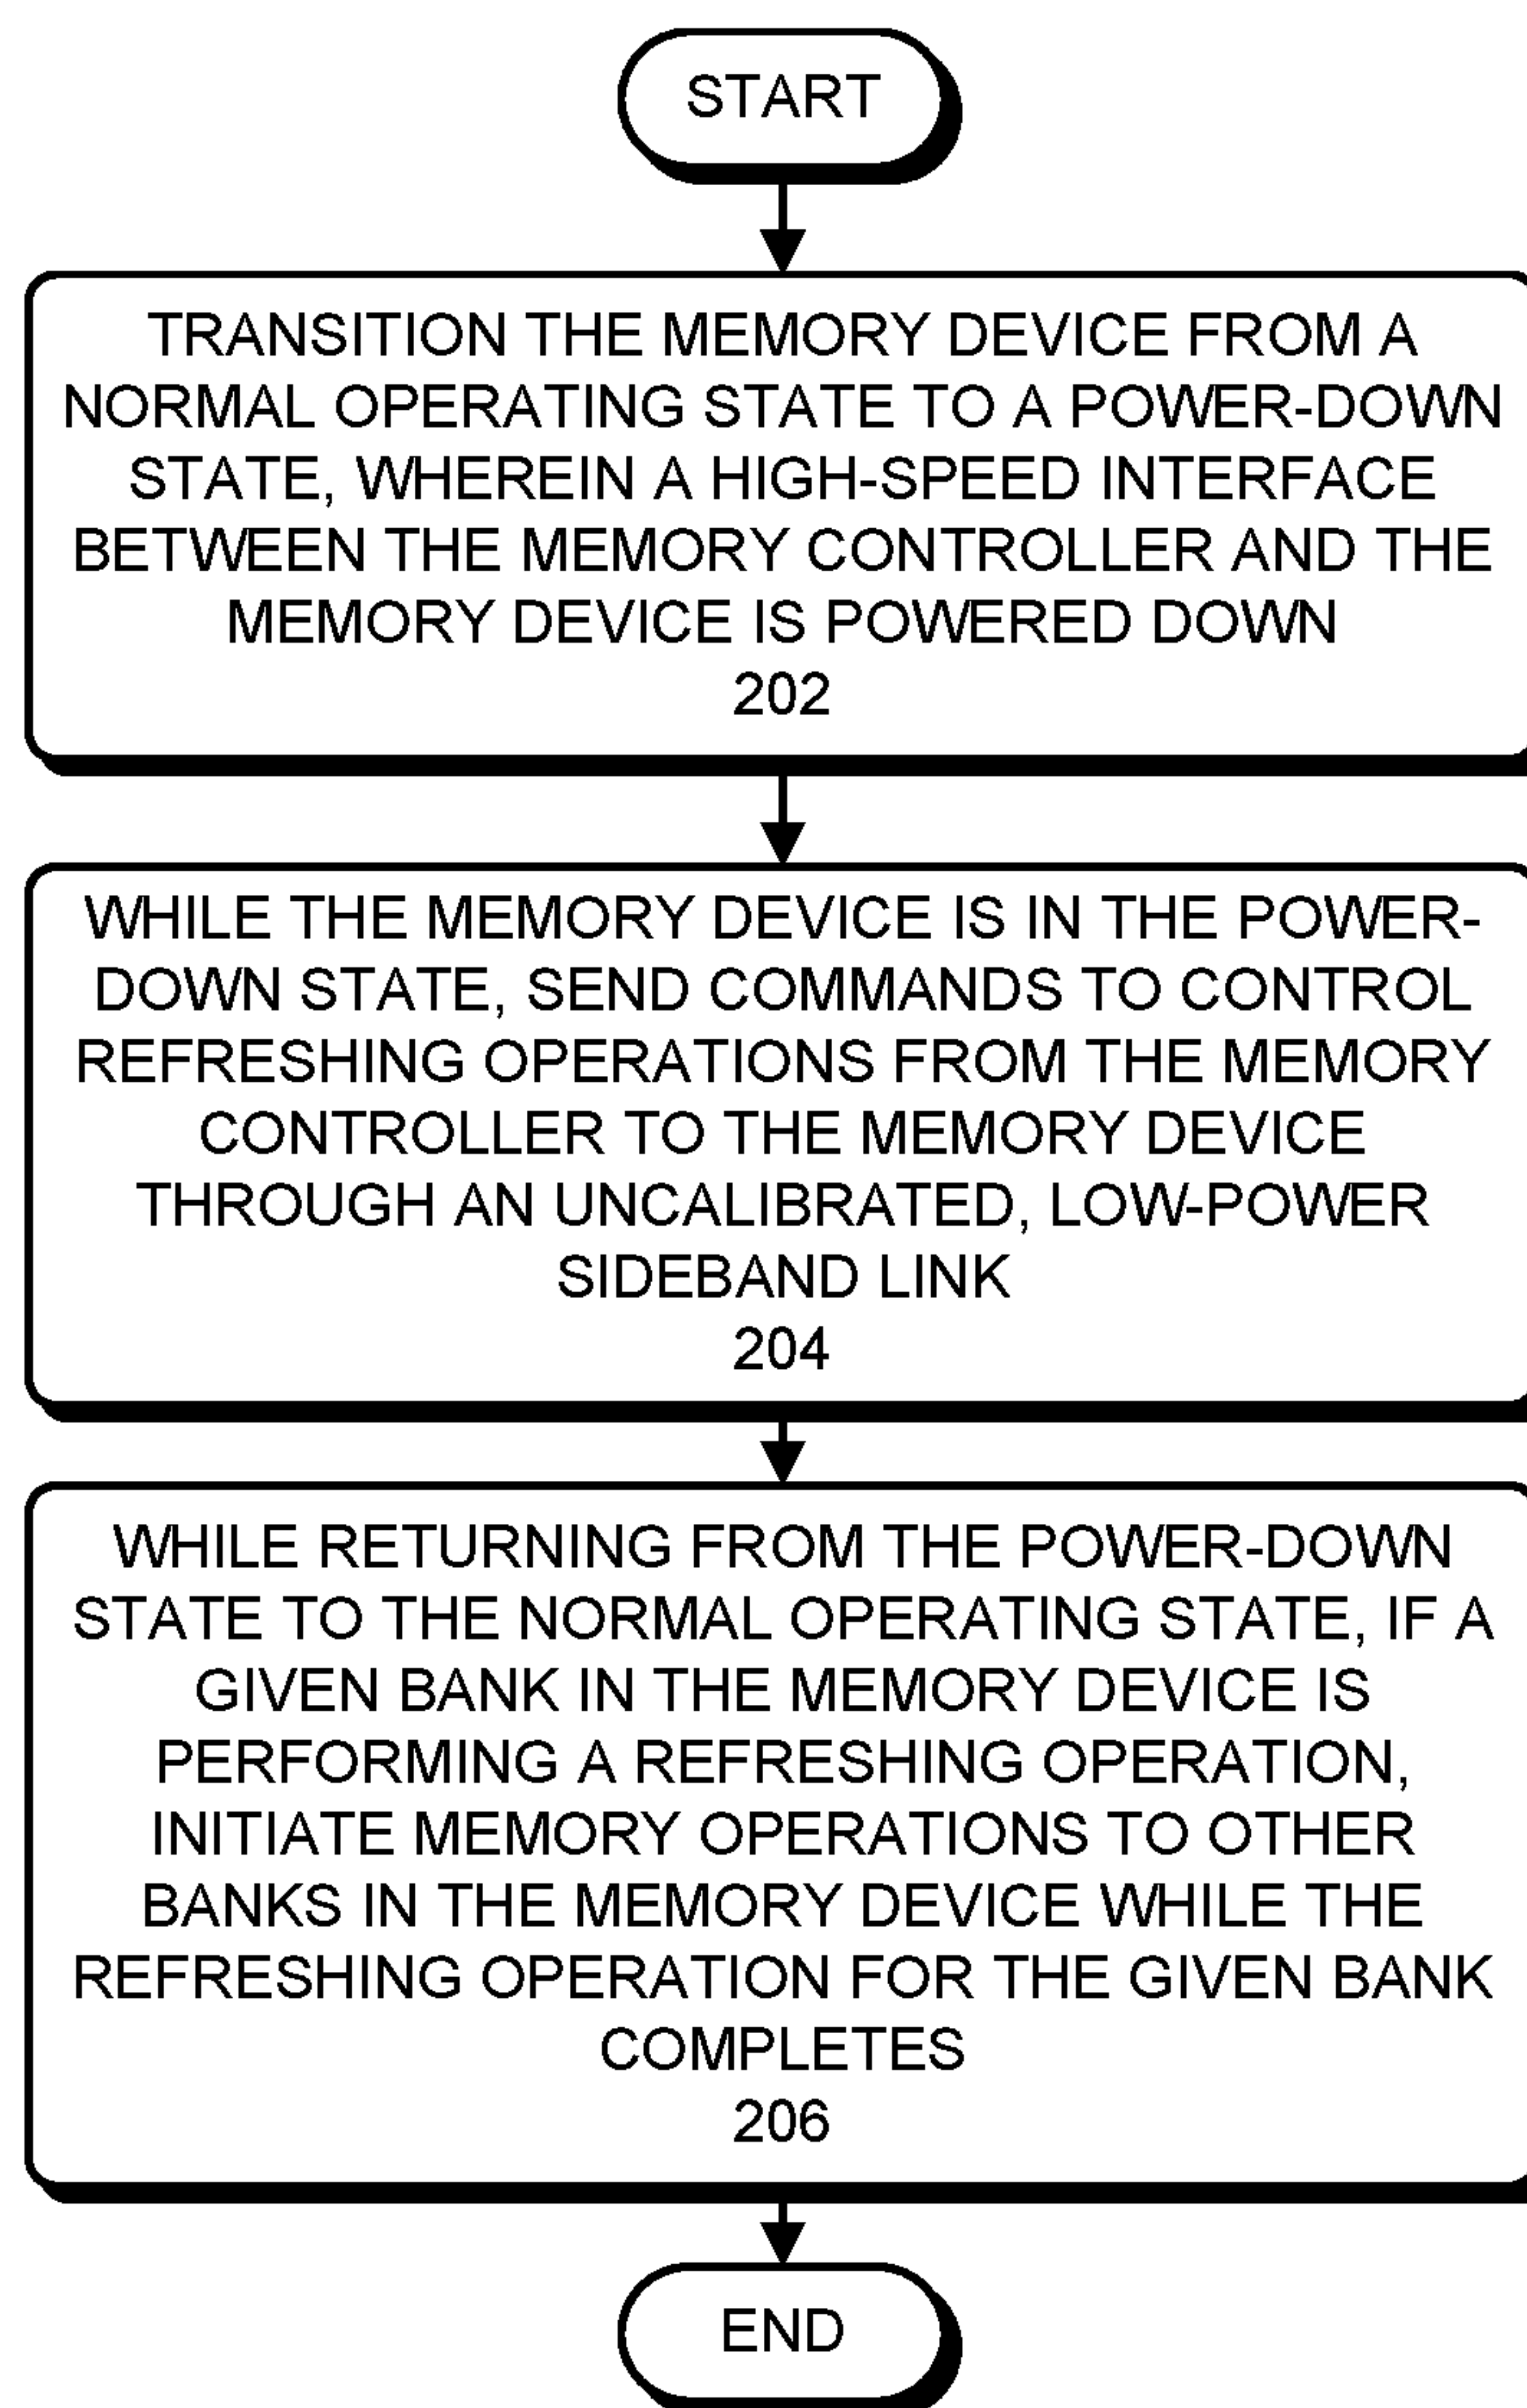 START
TRANSITION THE MEMORY DEVICE FROM A
NORMAL OPERATING STATE TO A POWER-DOWN
STATE, WHEREIN A HIGH-SPEED INTERFACE
BETWEEN THE MEMORY CONTROLLER AND THE
MEMORY DEVICE IS POWERED DOWN
202
WHILE THE MEMORY DEVICE IS IN THE POWER-
DOWN STATE, SEND COMMANDS TO CONTROL
REFRESHING OPERATIONS FROM THE MEMORY
CONTROLLER TO THE MEMORY DEVICE
THROUGH AN UNCALIBRATED, LOW-POWER
SIDEBAND LINK
204
WHILE RETURNING FROM THE POWER-DOWN
STATE TO THE NORMAL OPERATING STATE, IF A
GIVEN BANK IN THE MEMORY DEVICE IS
PERFORMING A REFRESHING OPERATION,
INITIATE MEMORY OPERATIONS TO OTHER
BANKS IN THE MEMORY DEVICE WHILE THE
REFRESHING OPERATION FOR THE GIVEN BANK
COMPLETES
206
END